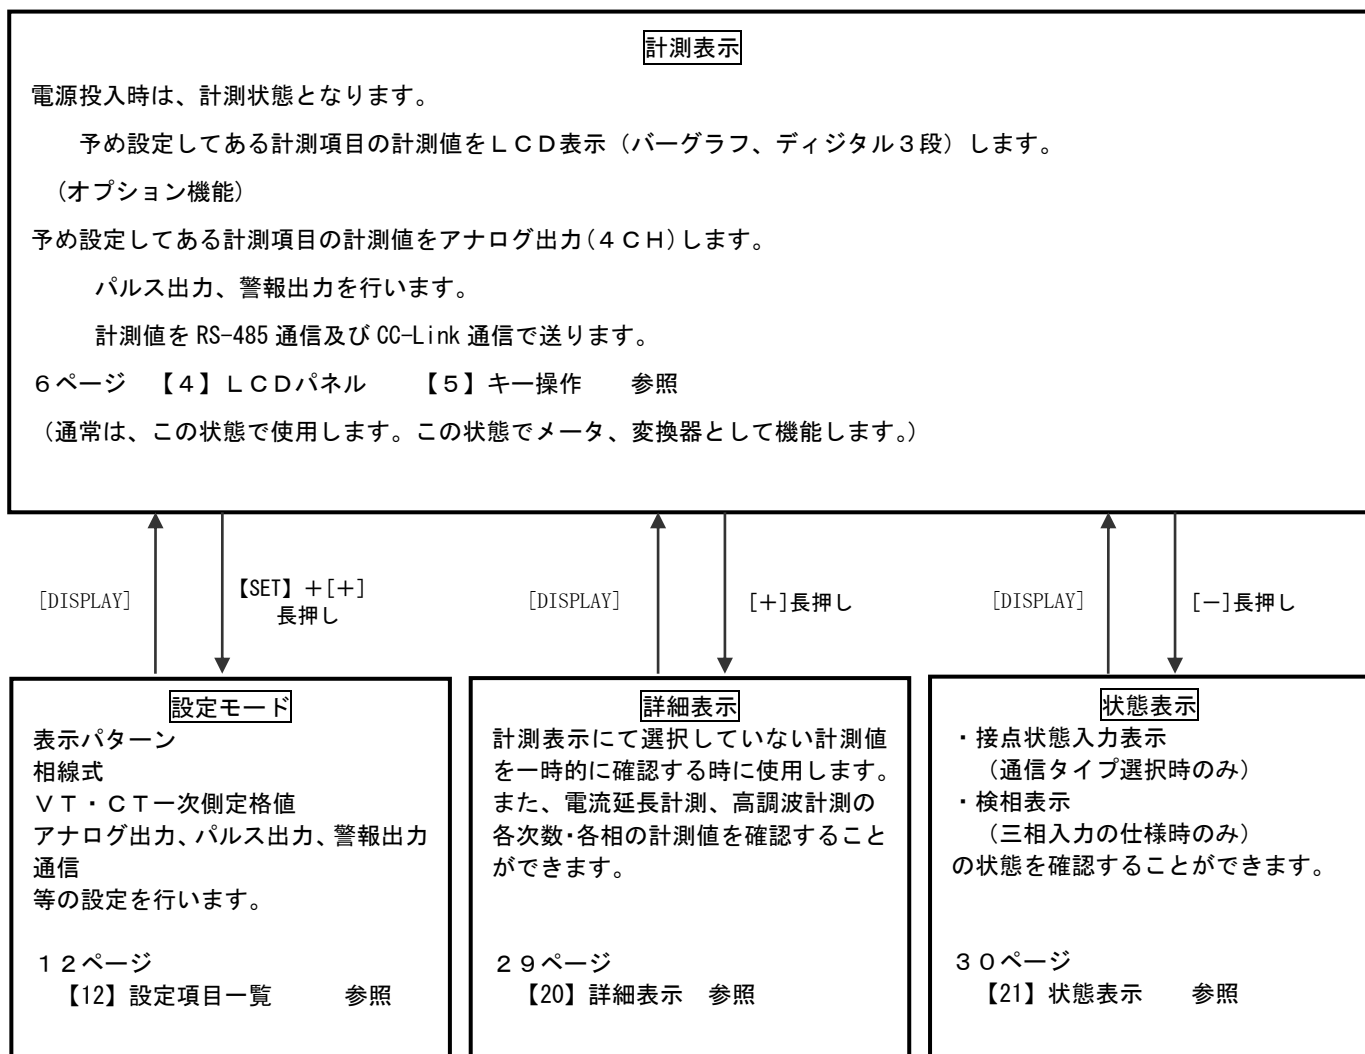 計測表示
電源投入時は、計測状態となります。
予め設定してある計測項目の計測値をＬＣＤ表示（バーグラフ、ディジタル３段）します。
(オプション機能)
予め設定してある計測項目の計測値をアナログ出力(４ＣＨ)します。
パルス出力、警報出力を行います。
計測値を RS-485 通信及び CC-Link 通信で送ります。
６ページ　【４】ＬＣＤパネル　　【５】キー操作　　参照
（通常は、この状態で使用します。この状態でメータ、変換器として機能します。）
[DISPLAY]
【SET】＋[＋]
長押し
[DISPLAY]
[＋]長押し
[DISPLAY]
[－]長押し
設定モード
表示パターン
相線式
ＶＴ・ＣＴ一次側定格値
アナログ出力、パルス出力、警報出力
通信
等の設定を行います。
１２ページ
【12】設定項目一覧　　　参照
詳細表示
計測表示にて選択していない計測値
を一時的に確認する時に使用します。
また、電流延長計測、高調波計測の
各次数・各相の計測値を確認すること
ができます。
２９ページ
【20】詳細表示　参照
状態表示
・接点状態入力表示
（通信タイプ選択時のみ）
・検相表示
（三相入力の仕様時のみ）
の状態を確認することができます。
３０ページ
【21】状態表示　　参照